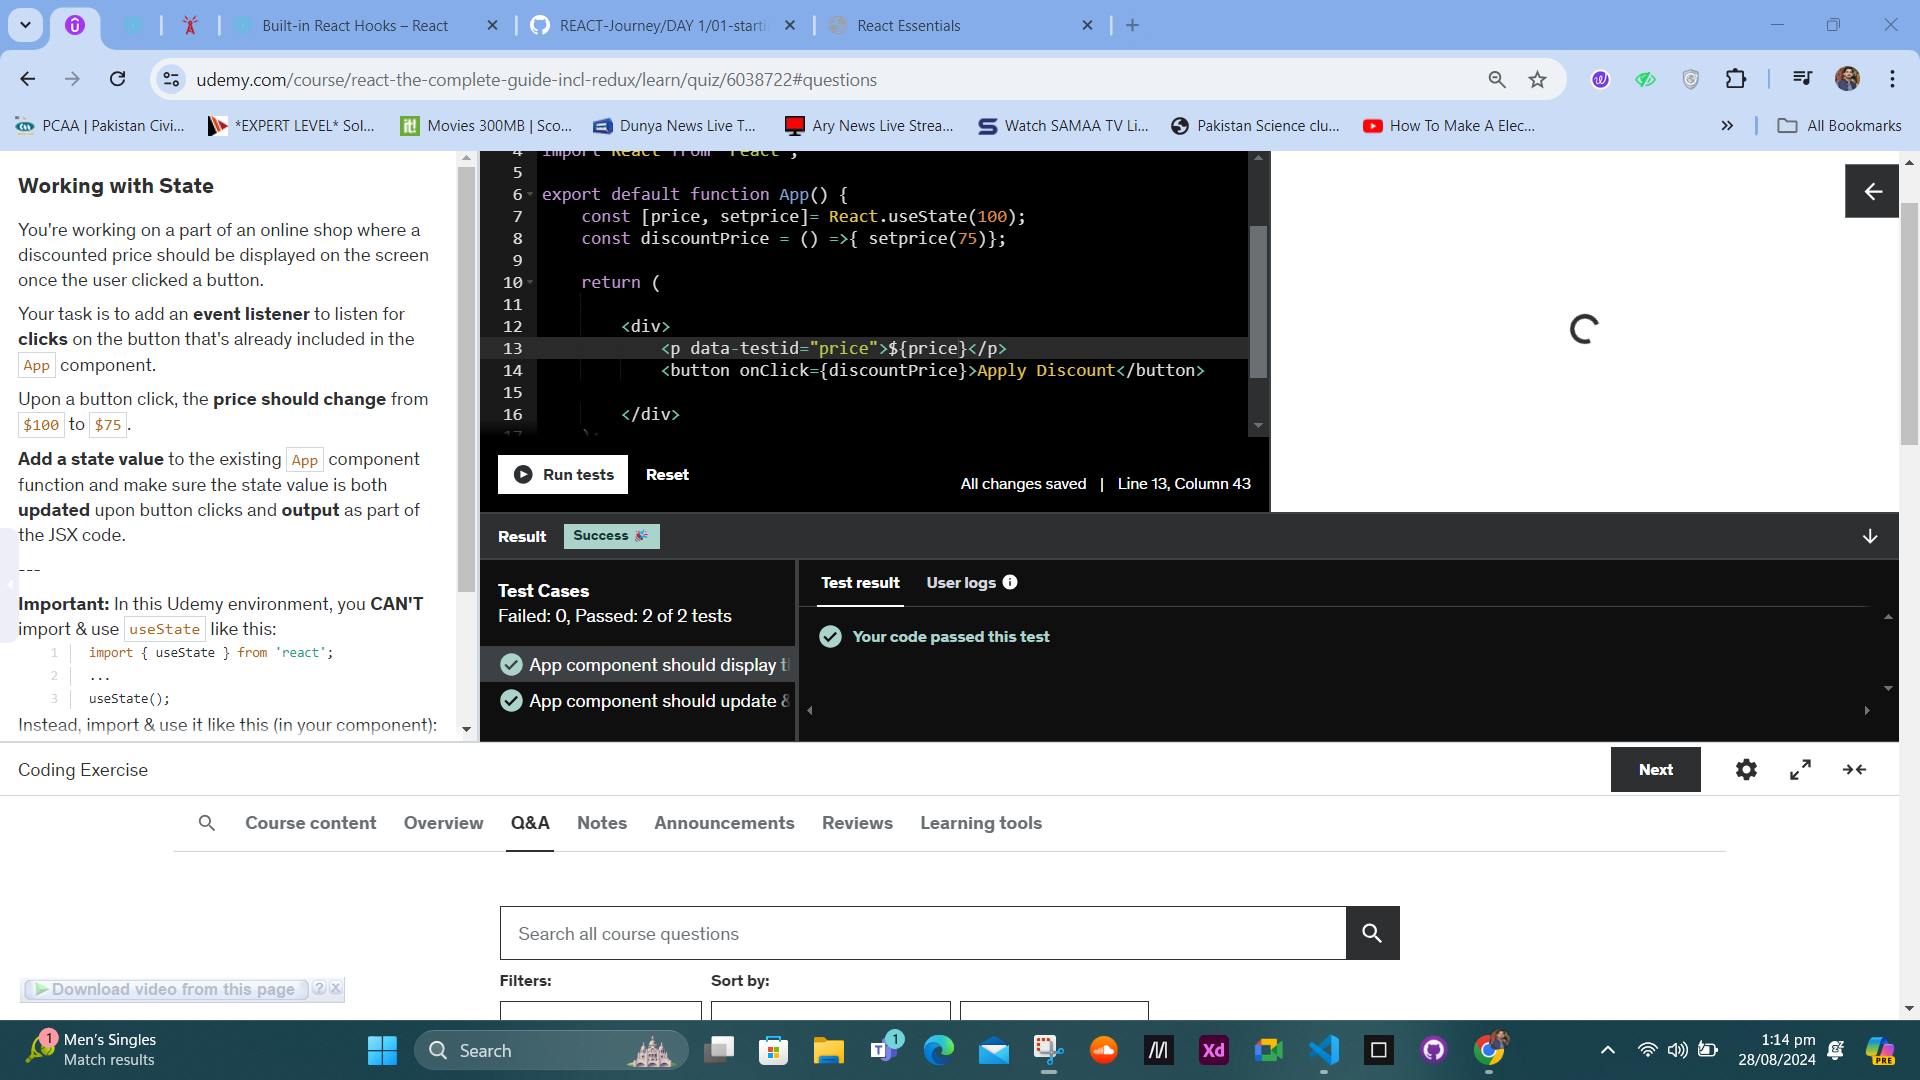 Built-in React Hooks – React
REACT-Journey/DAY 1/01-starti
React Essentials
udemy.com/course/react-the-complete-guide-incl-redux/learn/quiz/6038722#questions
PCAA | Pakistan Civi...
*EXPERT LEVEL* Sol...
Movies 300MB | Sco...
Dunya News Live T...
Ary News Live Strea...
Watch SAMAA TV Li...
Pakistan Science clu...
How To Make A Elec...
All Bookmarks
Working with State
You're working on a part of an online shop where a
discounted price should be displayed on the screen
once the user clicked a button.
Your task is to add an event listener to listen for
clicks on the button that's already included in the
App component.
Upon a button click, the price should change from
$100 to $75.
Add a state value to the existing App component
function and make sure the state value is both
updated upon button clicks and output as part of
the JSX code.
---
Important: In this Udemy environment, you CAN'T
import & use useState like this:
1 import { useState } from 'react';
2 ...
3 useState();
Instead, import & use it like this (in your component):
4 import React from 'react';
5
6 export default function App() {
7 const [price, setprice]= React.useState(100);
8 const discountPrice = () =>{ setprice(75)};
9
10 return (
11
12 <div>
13 <p data-testid="price">${price}</p>
14 <button onClick={discountPrice}>Apply Discount</button>
15
16 </div>
17 );
Run tests
Reset
All changes saved | Line 13, Column 43
Result
Success
Test Cases
Failed: 0, Passed: 2 of 2 tests
App component should display t
App component should update &
Test result
User logs
Your code passed this test
Coding Exercise
Next
Course content
Overview
Q&A
Notes
Announcements
Reviews
Learning tools
Search all course questions
Filters:
Sort by:
Download video from this page
?
1
Men's Singles
Match results
Search
1
Xd
1:14 pm
28/08/2024
PRE